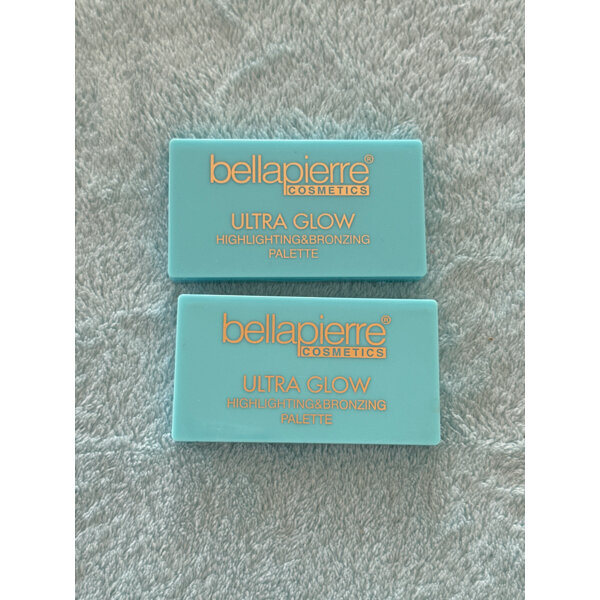 bellapierre®
COSMETICS
ULTRA GLOW
HIGHLIGHTING&BRONZING
PALETTE
bellapierre®
COSMETICS
ULTRA GLOW
HIGHLIGHTING&BRONZING
PALETTE